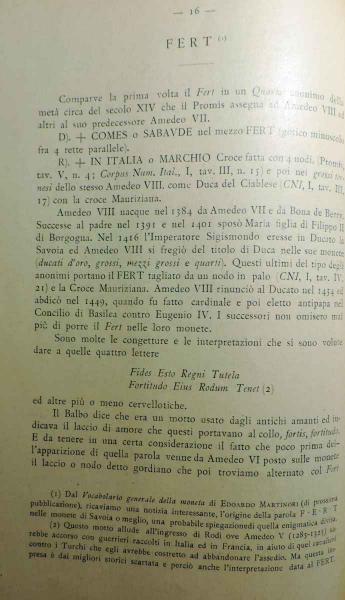 — 16 —
FERT (1)
Comparve la prima volta il Fert in un Quarto anonimo della
metà circa del secolo XIV che il Promis assegna ad Amedeo VIII ed
altri al suo predecessore Amedeo VII.
D). + COMES o SABAVDE nel mezzo FERT (gotico minuscolo
fra 4 rette parallele).
R). + IN ITALIA o MARCHIO Croce fatta con 4 nodi, (Promis,
tav. V, n. 4; Corpus Num. Ital., I, tav. III, n. 15) e poi nei grossi
nesi dello stesso Amedeo VIII. come Duca del Ciablese (CNI, I, tav. III,
17) con la croce Mauriziana.
Amedeo VIII nacque nel 1384 da Amedeo VII e da Bona de Berry.
Successe al padre nel 1391 e nel 1401 sposò Maria figlia di Filippo II
di Borgogna. Nel 1416 l'Imperatore Sigismondo eresse in Ducato la
Savoia ed Amedeo VIII si fregiò del titolo di Duca nelle sue monete
(ducati d'oro, grossi, mezzi grossi e quarti). Questi ultimi del tipo degli
anonimi portano il FERT tagliato da un nodo in palo (CNI, I, tav. IV,
21) e la Croce Mauriziana. Amedeo VIII rinunciò al Ducato nel 1434 ed
abdicò nel 1449, quando fu fatto cardinale e poi eletto antipapa nel
Concilio di Basilea contro Eugenio IV. I successori non omisero mai
più di porre il Fert nelle loro monete.
Sono molte le congetture e le interpretazioni che si sono volute
dare a quelle quattro lettere
Fides Esto Regni Tutela
Fortitudo Eius Rodum Tenet (2)
ed altre più o meno cervellotiche.
Il Balbo dice che era un motto usato dagli antichi amanti ed in-
dicava il laccio di amore che questi portavano al collo, fortis, fortitudo.
E da tenere in una certa considerazione il fatto che poco prima del-
l'apparizione di quella parola venne da Amedeo VI posto sulle monete
il laccio o nodo detto gordiano che poi troviamo alternato col Fert
(1) Dal Vocabolario generale della moneta di EDOARDO MARTINORI (di prossima
pubblicazione), ricaviamo una notizia interessante, l'origine della parola F-E-R-T
nelle monete di Savoia o meglio, una probabile spiegazionedi quella enigmatica divisa.
(2) Questo motto allude all'ingresso di Rodi ove Amedeo V (1285-1323) sa-
rebbe accorso con guerrieri raccolti in Italia ed in Francia, in aiuto di quei cavalieri
contro i Turchi che egli avrebbe costretto ad abbandonare l'assedio. Ma questa im-
presa è dai migliori storici scartata e perciò anche l'interpretazione data al FERT.